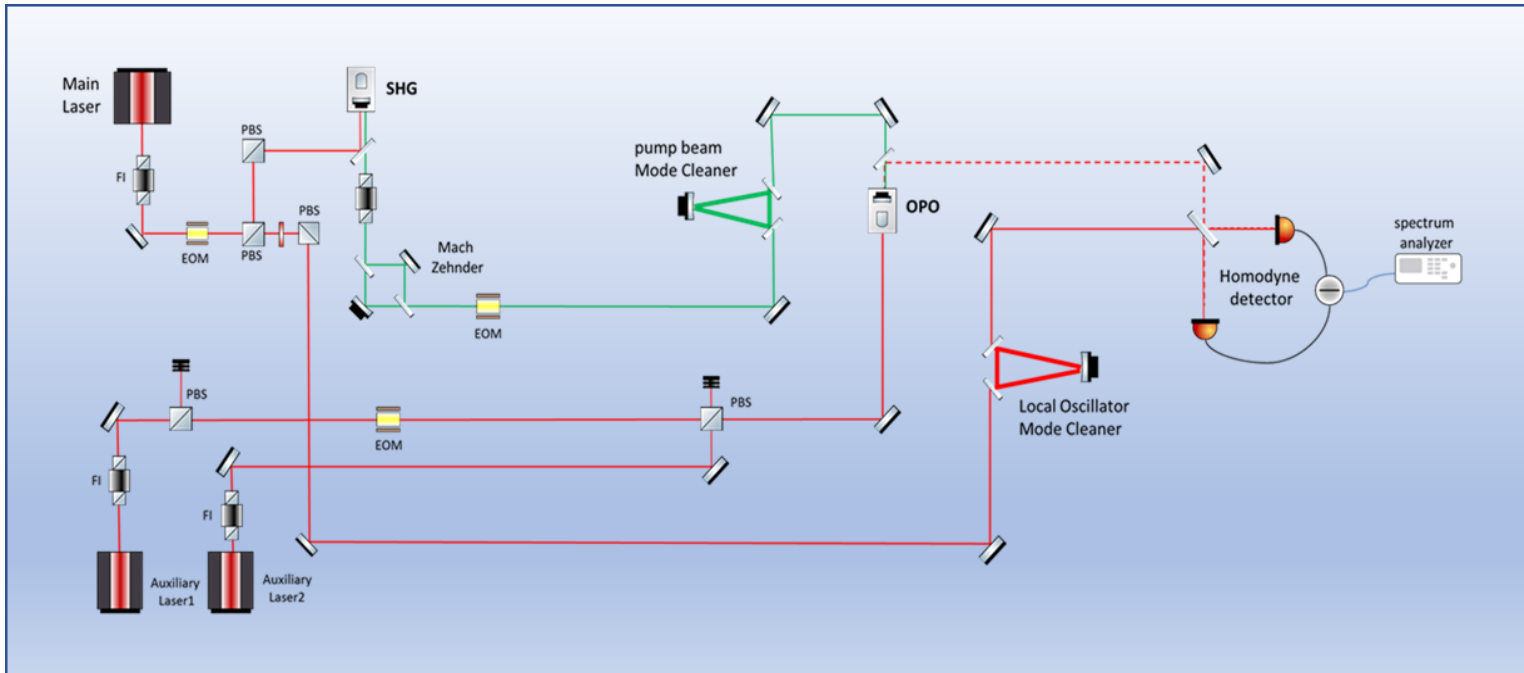 Main
Laser
SHG
PBS
FI
PBS
EOM
PBS
pump beam
Mode Cleaner
OPO
Mach
Zehnder
EOM
spectrum
analyzer
Homodyne
detector
PBS
EOM
PBS
Local Oscillator
Mode Cleaner
FI
FI
Auxiliary
Laser1
Auxiliary
Laser2